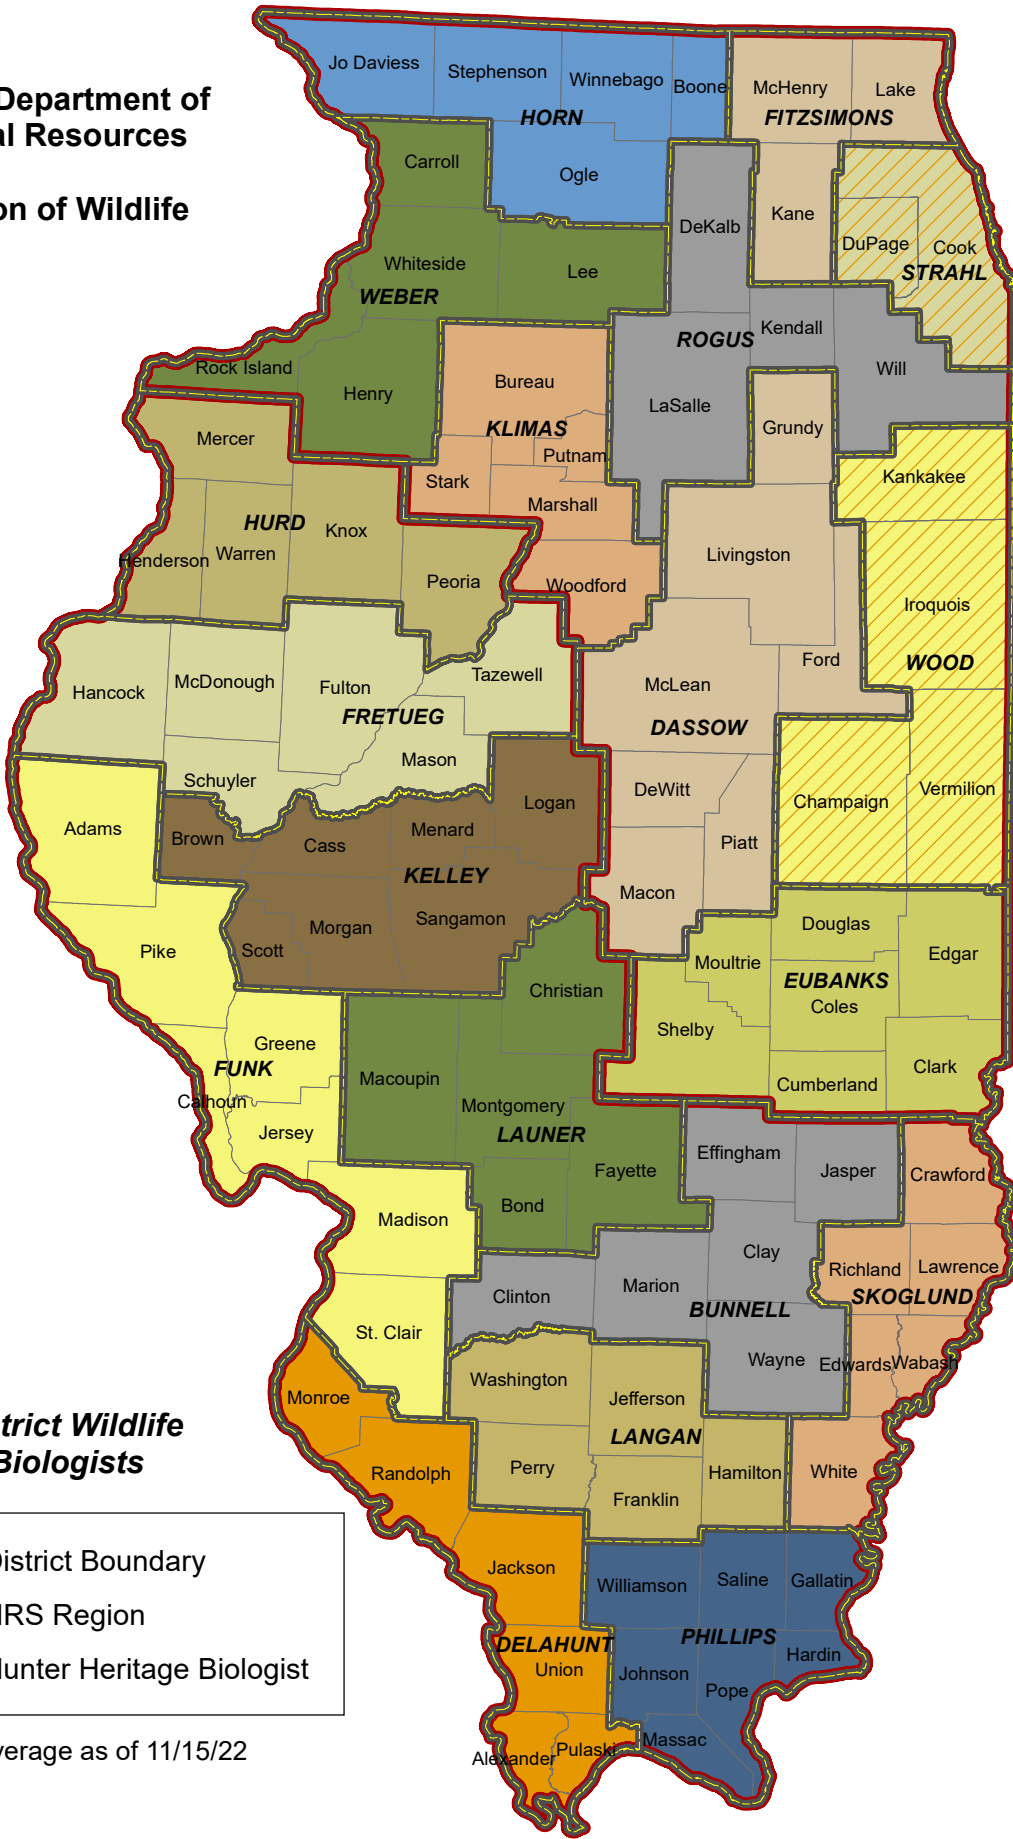 Department of
al Resources
on of Wildlife
Jo Daviess
Stephenson
Winnebago
Boone
McHenry
Lake
HORN
FITZSIMONS
Carroll
Ogle
DeKalb
Kane
DuPage
Cook
STRAHL
Whiteside
Lee
WEBER
ROGUS
Kendall
Rock Island
Henry
Bureau
Will
LaSalle
KLIMAS
Grundy
Mercer
Putnam
Stark
Marshall
Kankakee
HURD
Knox
Henderson
Warren
Peoria
Woodford
Livingston
Iroquois
Hancock
McDonough
Fulton
Tazewell
McLean
Ford
WOOD
FRETUEG
DASSOW
Mason
Schuyler
DeWitt
Champaign
Vermilion
Adams
Brown
Cass
Menard
Logan
Piatt
KELLEY
Macon
Pike
Scott
Morgan
Sangamon
Douglas
Moultrie
Edgar
EUBANKS
Christian
Coles
Shelby
Greene
FUNK
Macoupin
Clark
Cumberland
Calhoun
Montgomery
Jersey
LAUNER
Effingham
Jasper
Crawford
Fayette
Bond
Madison
Clay
Richland
Lawrence
Clinton
Marion
SKOGLUND
BUNNELL
St. Clair
Wayne
Edwards
Wabash
Monroe
Washington
Jefferson
LANGAN
Randolph
Perry
Hamilton
White
Franklin
strict Wildlife
Biologists
Jackson
Williamson
Saline
Gallatin
DELAHUNT
PHILLIPS
Union
Johnson
Hardin
Pope
Alexander
Pulaski
Massac
District Boundary
NRS Region
Hunter Heritage Biologist
verage as of 11/15/22